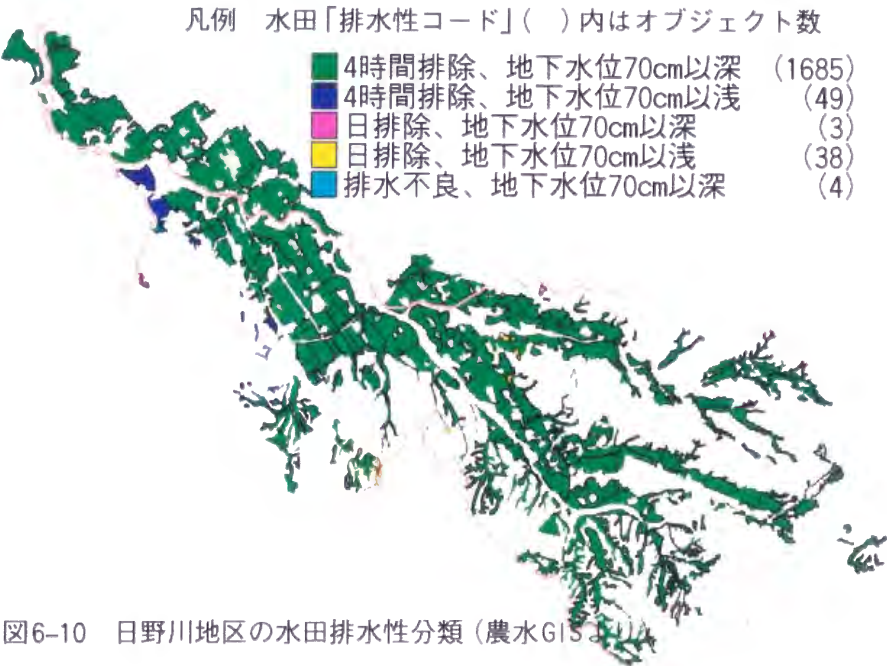 凡例　水田「排水性コード」(　)内はオブジェクト数
4時間排除、地下水位70cm以深　(1685)
4時間排除、地下水位70cm以浅　(49)
日排除、地下水位70cm以深　(3)
日排除、地下水位70cm以浅　(38)
排水不良、地下水位70cm以深　(4)
図6-10　日野川地区の水田排水性分類(農水GISよ